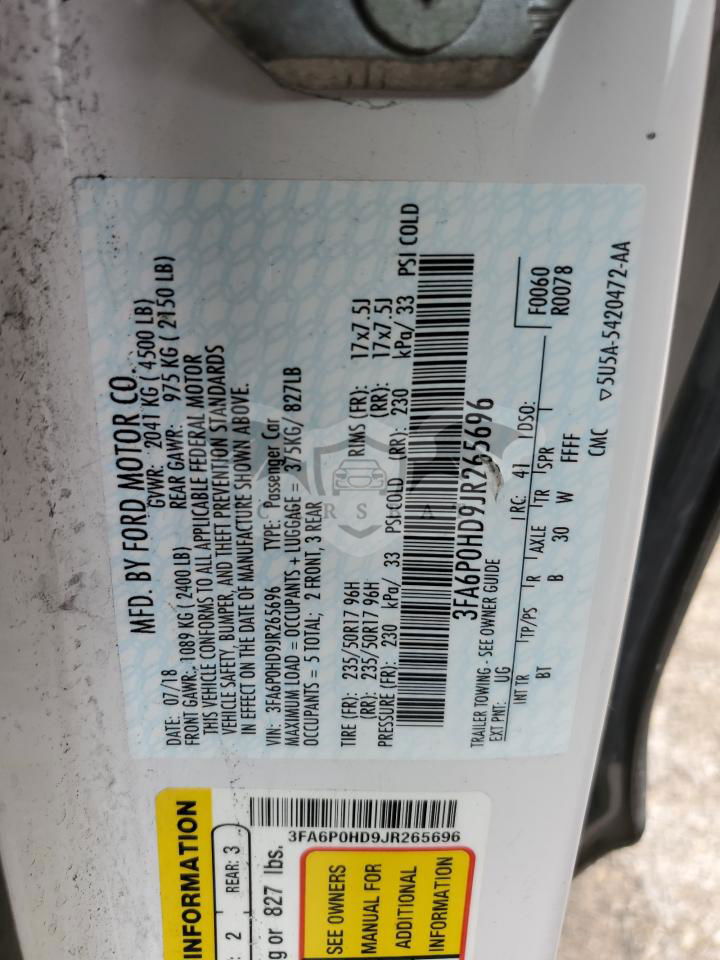 MFD. BY FORD MOTOR CO.
DATE: 07/18 GVWR: 2041 KG ( 4500 LB)
FRONT GAWR: 1089 KG ( 2400 LB) REAR GAWR: 975 KG ( 2150 LB)
THIS VEHICLE CONFORMS TO ALL APPLICABLE FEDERAL MOTOR
VEHICLE SAFETY, BUMPER, AND THEFT PREVENTION STANDARDS
IN EFFECT ON THE DATE OF MANUFACTURE SHOWN ABOVE.
VIN: 3FA6P0HD9JR265696 TYPE: Passenger Car
MAXIMUM LOAD = OCCUPANTS + LUGGAGE = 375KG/ 827LB
OCCUPANTS = 5 TOTAL; 2 FRONT, 3 REAR
TIRE (FR): 235/50R17 96H RIMS (FR): 17x7.5J
(RR): 235/50R17 96H (RR): 17x7.5J
PRESSURE (FR): 230 kPa/ 33 PSI COLD (RR): 230 kPa/ 33 PSI COLD
3FA6P0HD9JR265696
TRAILER TOWING - SEE OWNER GUIDE
EXT PNT: UG RC: 41 DSO: F0060
R0078
INT TR TP/PS R AXLE TR SPR
BT B 30 W FFFF
CMC ▽5U5A-5420472-AA
INFORMATION
: 2 REAR: 3
g or 827 lbs.
3FA6P0HD9JR265696
SEE OWNERS
MANUAL FOR
ADDITIONAL
INFORMATION